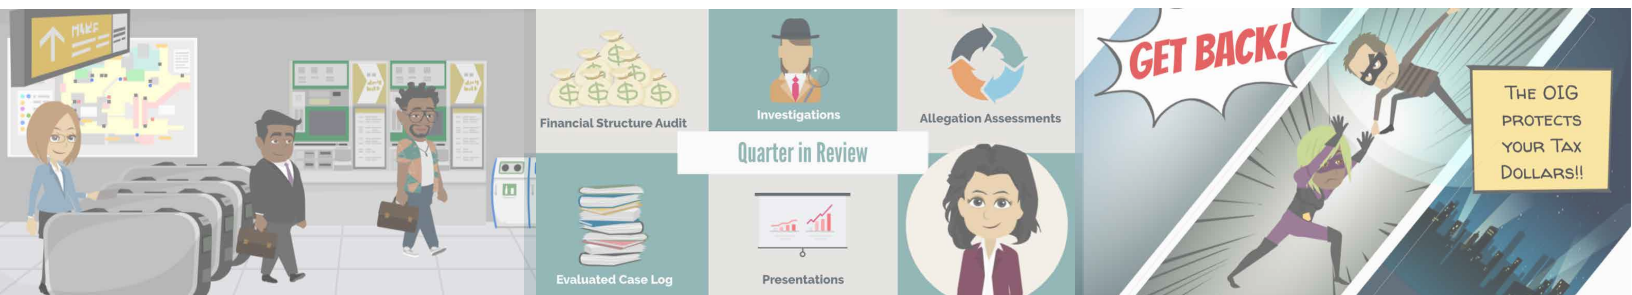 Financial Structure Audit
Investigations
Allegation Assessments
Quarter in Review
Evaluated Case Log
Presentations
GET BACK!
THE OIG
PROTECTS
YOUR TAX
DOLLARS!!